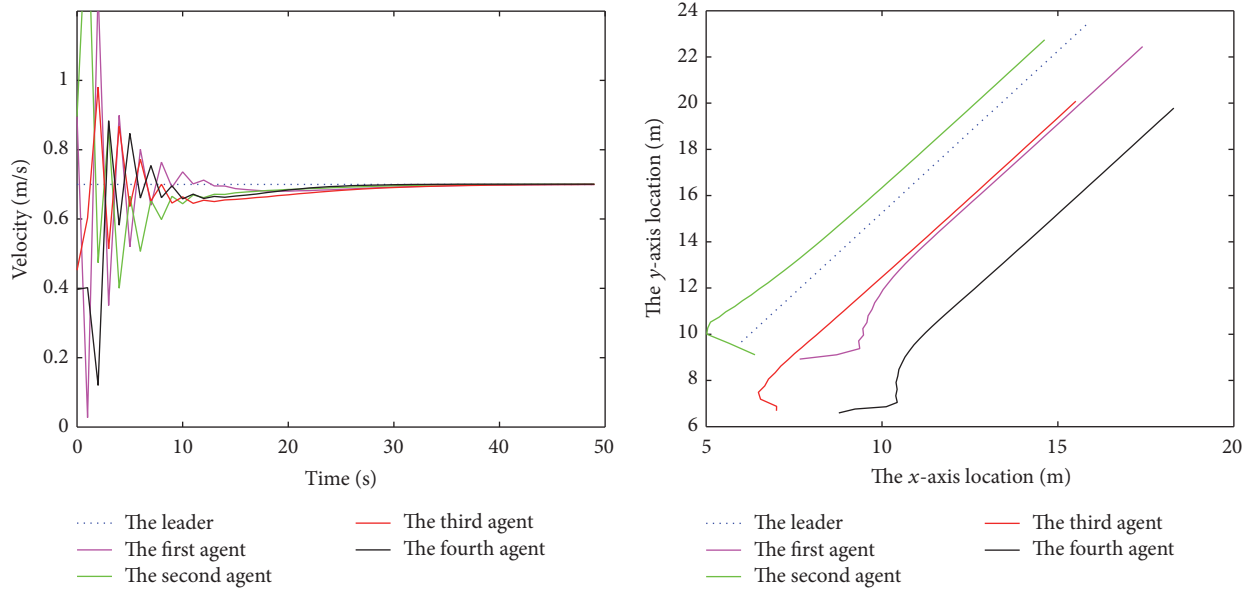 1
0.8
0.6
0.4
0.2
0
0
10
20
30
40
50
Velocity (m/s)
Time (s)
The leader
The first agent
The second agent
The third agent
The fourth agent
24
22
20
18
16
14
12
10
8
6
5
10
15
20
The y-axis location (m)
The x-axis location (m)
The leader
The first agent
The second agent
The third agent
The fourth agent